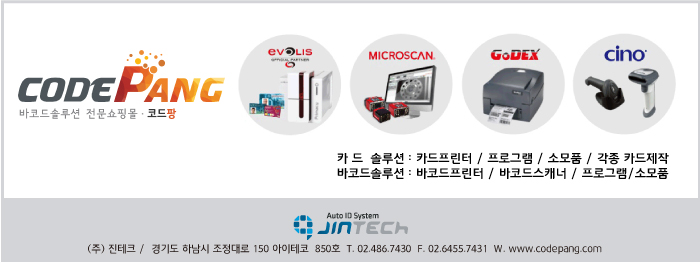 CODEPANG
바코드솔루션 전문쇼핑몰 · 코드팡
evolis
OFFICIAL PARTNER
MICROSCAN.
GODEX
cino
카 드 솔루션 : 카드프린터 / 프로그램 / 소모품 / 각종 카드제작
바코드솔루션 : 바코드프린터 / 바코드스캐너 / 프로그램/소모품
Auto ID System
JINTECH
(주) 진테크 / 경기도 하남시 조정대로 150 아이테코 850호 T. 02.486.7430 F. 02.6455.7431 W. www.codepang.com